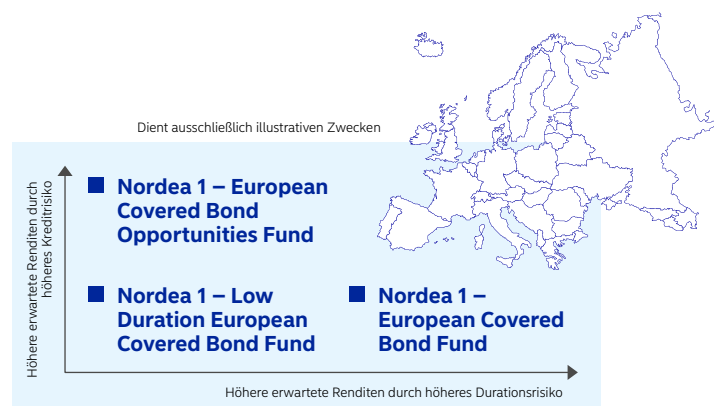 Dient ausschließlich illustrativen Zwecken
Höhere erwartete Renditen durch
höheres Kreditrisiko
Nordea 1 – European
Covered Bond
Opportunities Fund
Nordea 1 – Low
Duration European
Covered Bond Fund
Nordea 1 –
European Covered
Bond Fund
Höhere erwartete Renditen durch höheres Durationsrisiko